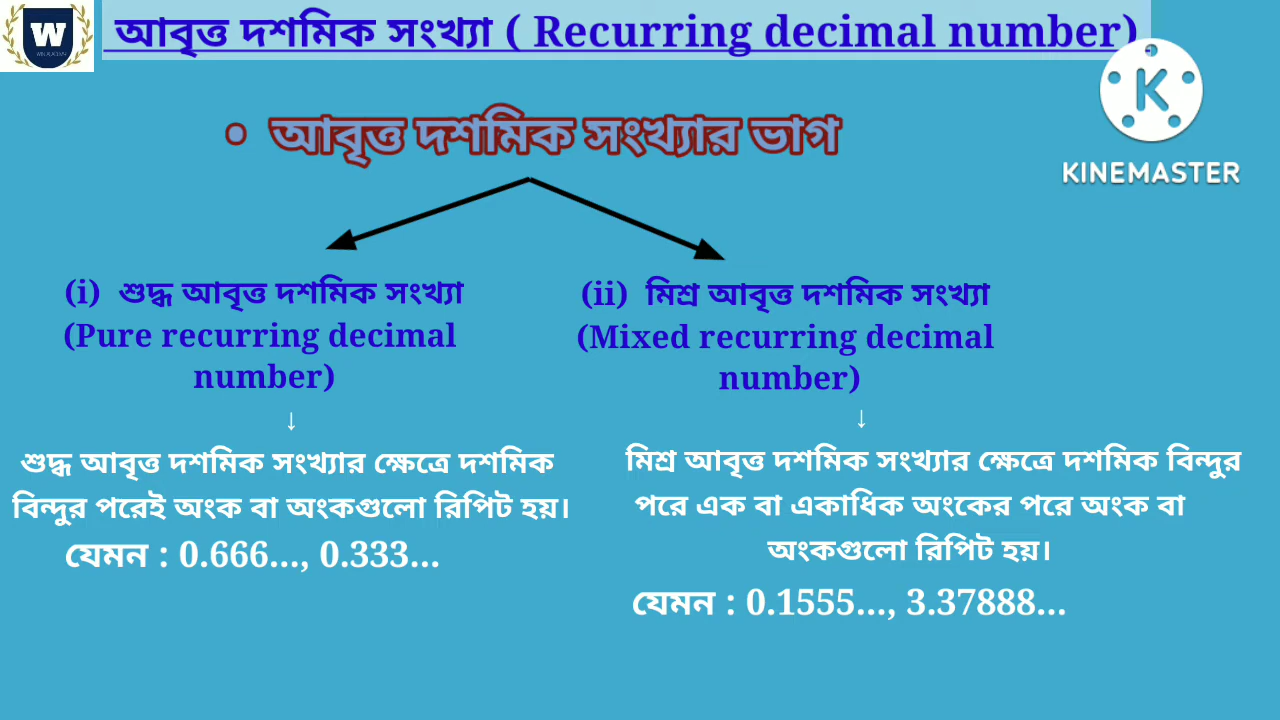 W
আবৃত্ত দশমিক সংখ্যা ( Recurring decimal number)
K
KINEMASTER
• আবৃত্ত দশমিক সংখ্যার ভাগ
(i) শুদ্ধ আবৃত্ত দশমিক সংখ্যা
(Pure recurring decimal
number)
↓
শুদ্ধ আবৃত্ত দশমিক সংখ্যার ক্ষেত্রে দশমিক
বিন্দুর পরেই অংক বা অংকগুলো রিপিট হয়।
যেমন : 0.666..., 0.333...
(ii) মিশ্র আবৃত্ত দশমিক সংখ্যা
(Mixed recurring decimal
number)
↓
মিশ্র আবৃত্ত দশমিক সংখ্যার ক্ষেত্রে দশমিক বিন্দুর
পরে এক বা একাধিক অংকের পরে অংক বা
অংকগুলো রিপিট হয়।
যেমন : 0.1555..., 3.37888...